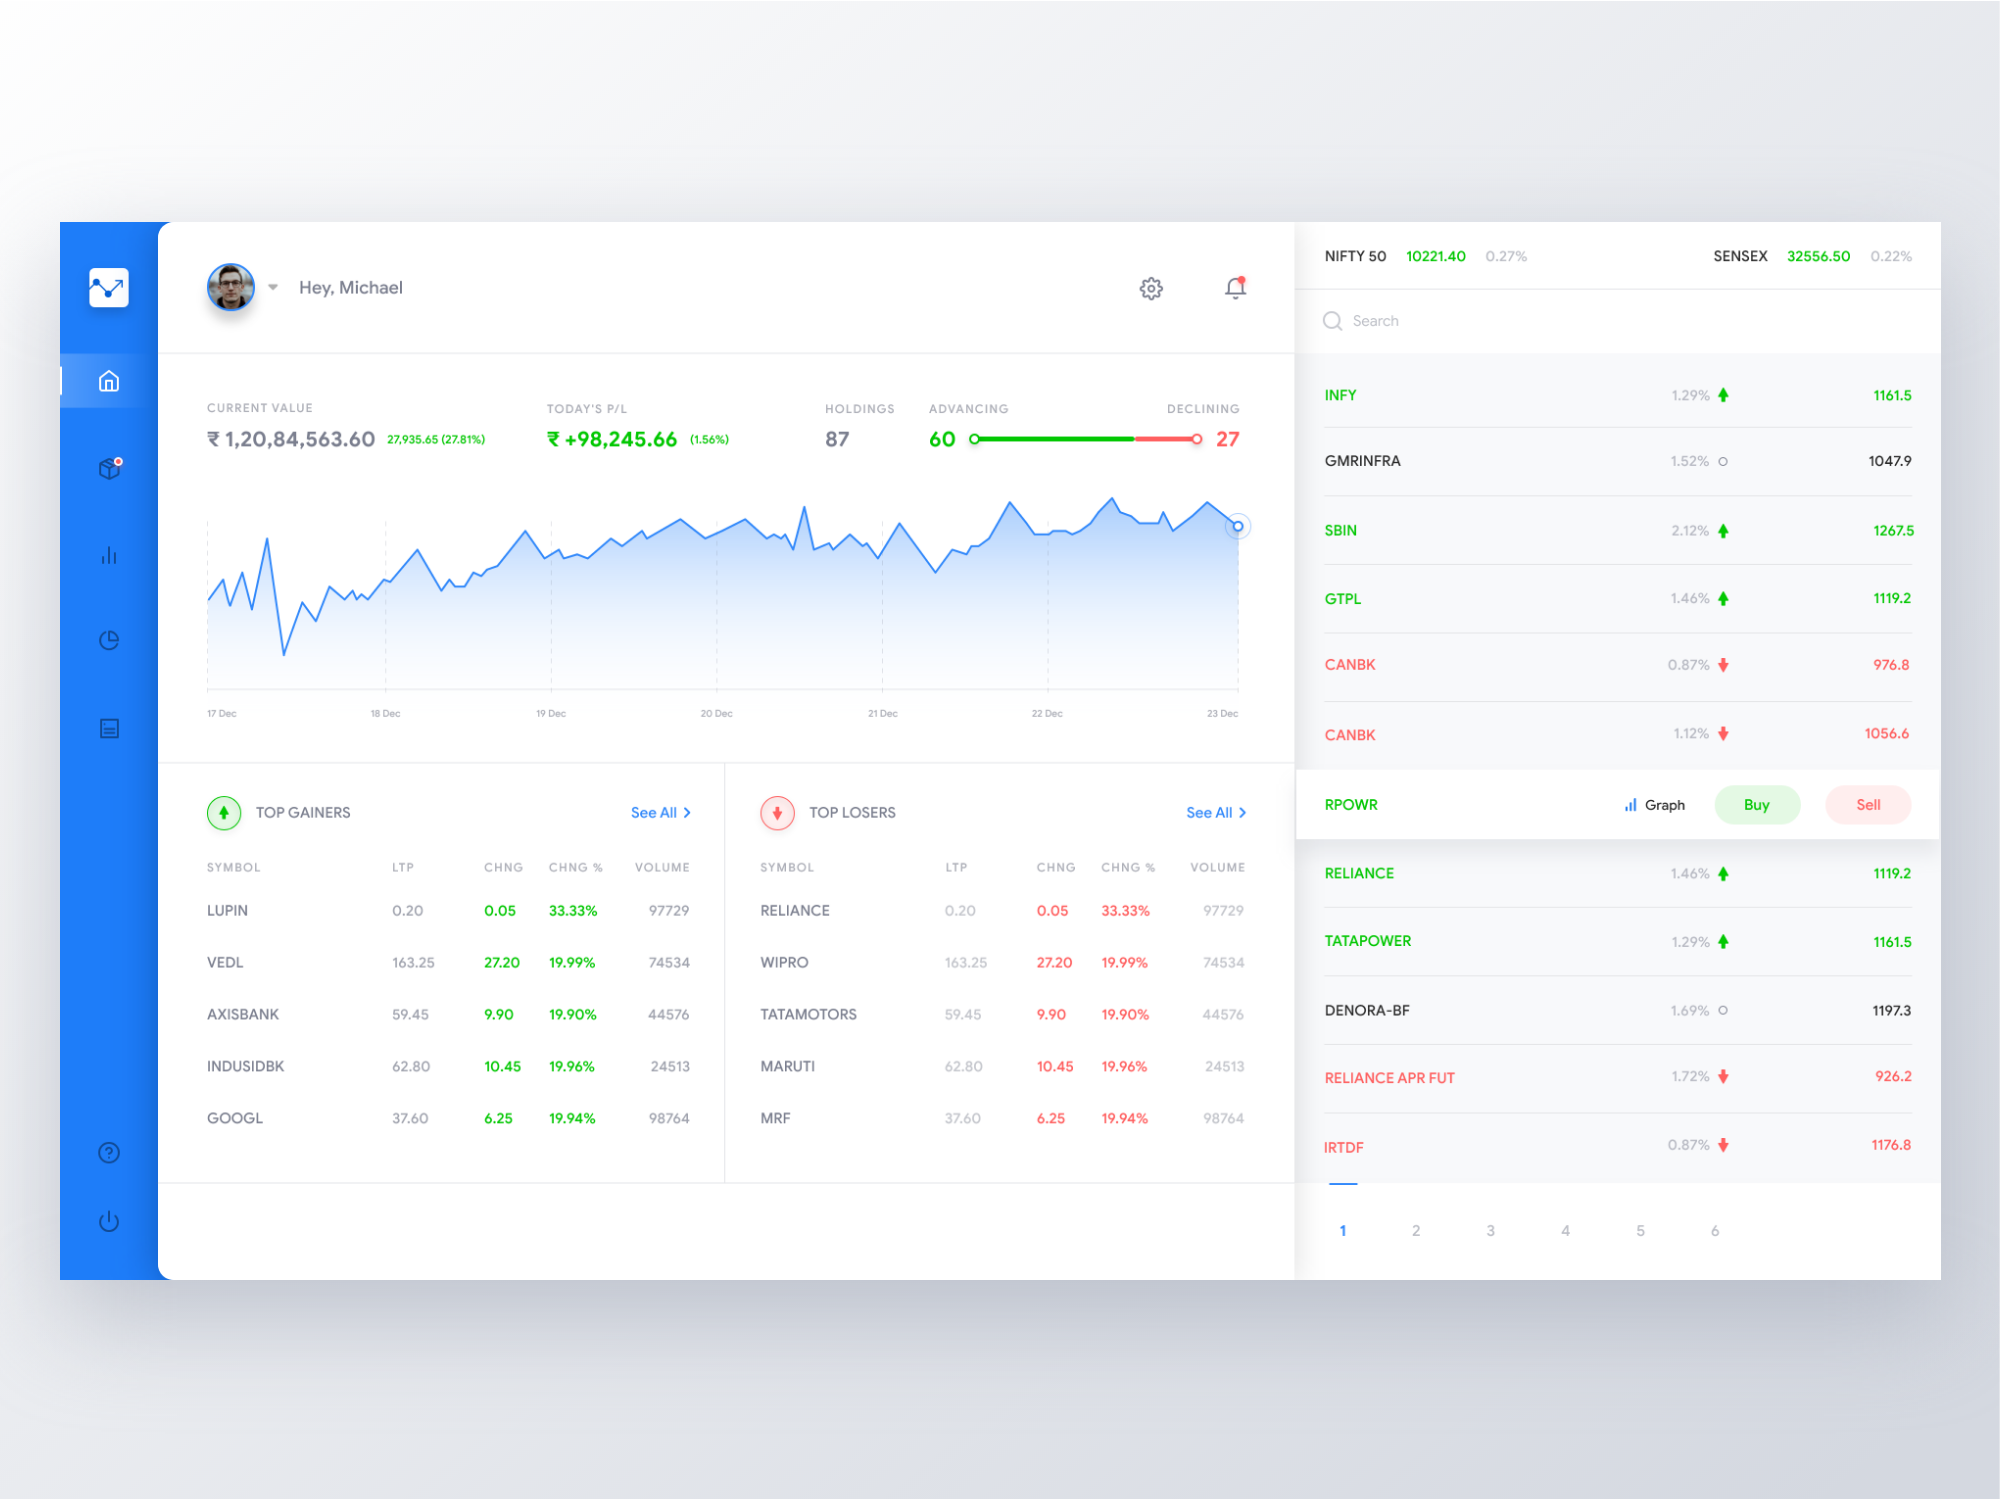 Hey, Michael
CURRENT VALUE
₹ 1,20,84,563.60 27,935.65 (27.81%)
TODAY'S P/L
₹ +98,245.66 (1.56%)
HOLDINGS
87
ADVANCING DECLINING
60 27
17 Dec 18 Dec 19 Dec 20 Dec 21 Dec 22 Dec 23 Dec
TOP GAINERS See All
SYMBOL LTP CHNG CHNG % VOLUME
LUPIN 0.20 0.05 33.33% 97729
VEDL 163.25 27.20 19.99% 74534
AXISBANK 59.45 9.90 19.90% 44576
INDUSIDBK 62.80 10.45 19.96% 24513
GOOGL 37.60 6.25 19.94% 98764
TOP LOSERS See All
SYMBOL LTP CHNG CHNG % VOLUME
RELIANCE 0.20 0.05 33.33% 97729
WIPRO 163.25 27.20 19.99% 74534
TATAMOTORS 59.45 9.90 19.90% 44576
MARUTI 62.80 10.45 19.96% 24513
MRF 37.60 6.25 19.94% 98764
NIFTY 50 10221.40 0.27% SENSEX 32556.50 0.22%
Search
INFY 1.29% 1161.5
GMRINFRA 1.52% 1047.9
SBIN 2.12% 1267.5
GTPL 1.46% 1119.2
CANBK 0.87% 976.8
CANBK 1.12% 1056.6
RPOWR Graph Buy Sell
RELIANCE 1.46% 1119.2
TATAPOWER 1.29% 1161.5
DENORA-BF 1.69% 1197.3
RELIANCE APR FUT 1.72% 926.2
IRTDF 0.87% 1176.8
1 2 3 4 5 6